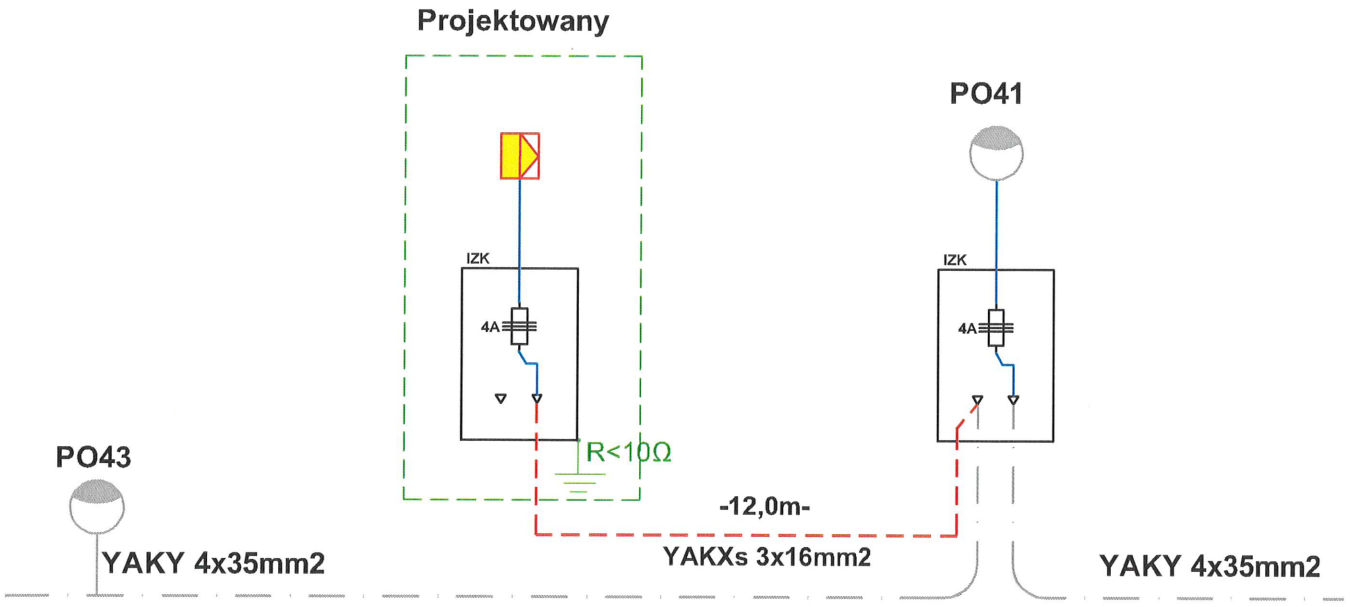 Projektowany
PO41
IZK
IZK
4A
4A
R<10Ω
PO43
-12,0m-
YAKY 4x35mm2
YAKXs 3x16mm2
YAKY 4x35mm2